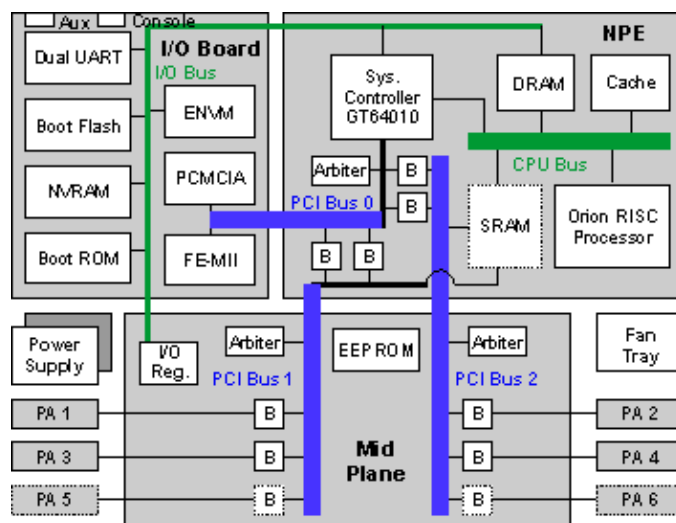 Aux
Console
I/O Board
NPE
Dual UART
I/O Bus
Sys.
Controller
GT64010
DRAM
Cache
Boot Flash
ENVM
CPU Bus
Arbiter
B
PCMCIA
NVRAM
PCI Bus 0
B
SRAM
Orion RISC
Processor
Boot ROM
FE-MII
B
B
Power
Supply
I/O
Reg.
Arbiter
EEPROM
Arbiter
Fan
Tray
PCI Bus 1
PCI Bus 2
PA 1
B
B
PA 2
PA 3
B
Mid
Plane
B
PA 4
PA 5
B
B
PA 6